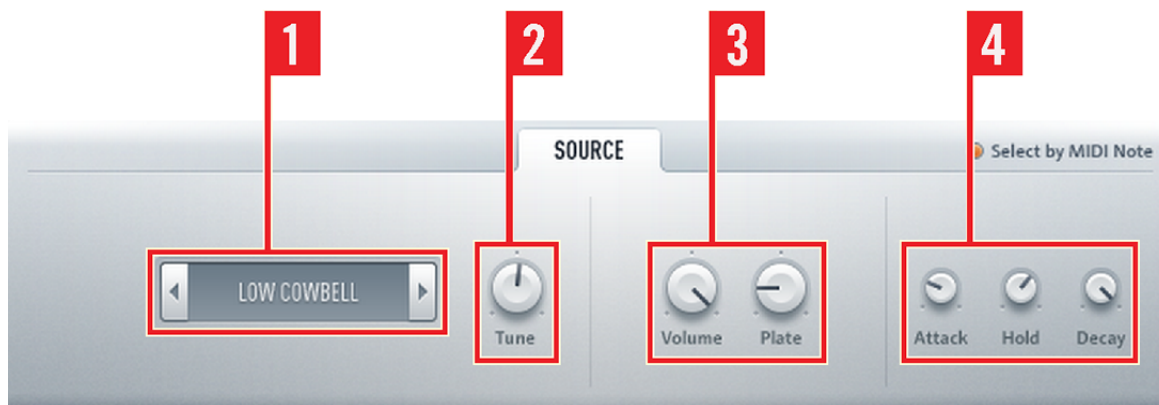 1 2 3 4
SOURCE
Select by MIDI Note
LOW COWBELL
Tune Volume Plate Attack Hold Decay